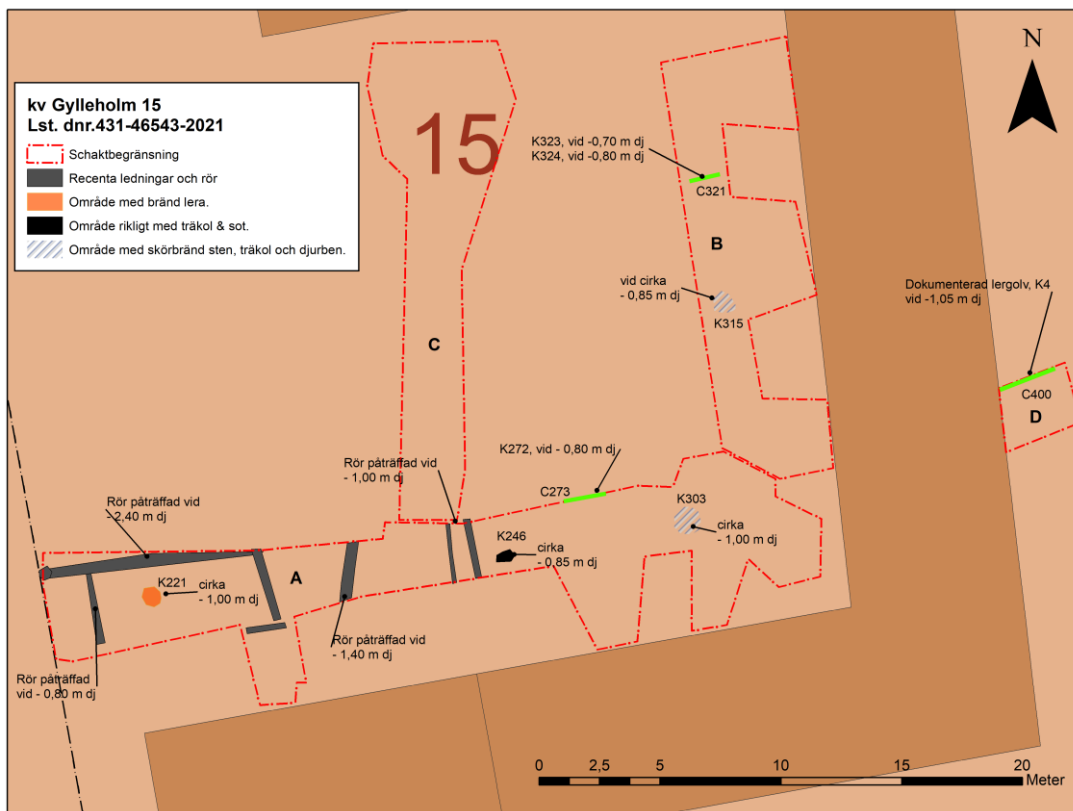 N
kv Gylleholm 15
Lst. dnr.431-46543-2021
Schaktbegränsning
Recenta ledningar och rör
Område med bränd lera.
Område rikligt med träkol & sot.
Område med skörbränd sten, träkol och djurben.
15
K323, vid -0,70 m dj
K324, vid -0,80 m dj
C321
B
vid cirka
- 0,85 m dj
K315
Dokumenterad lergolv, K4
vid -1,05 m dj
C400
D
C
K272, vid - 0,80 m dj
Rör påträffad vid
- 1,00 m dj
C273
K303
cirka
- 1,00 m dj
Rör påträffad vid
- 2,40 m dj
K246
cirka
- 0,85 m dj
A
K221
cirka
- 1,00 m dj
Rör påträffad vid
- 1,40 m dj
Rör påträffad
vid - 0,80 m dj
0 2,5 5 10 15 20
Meter